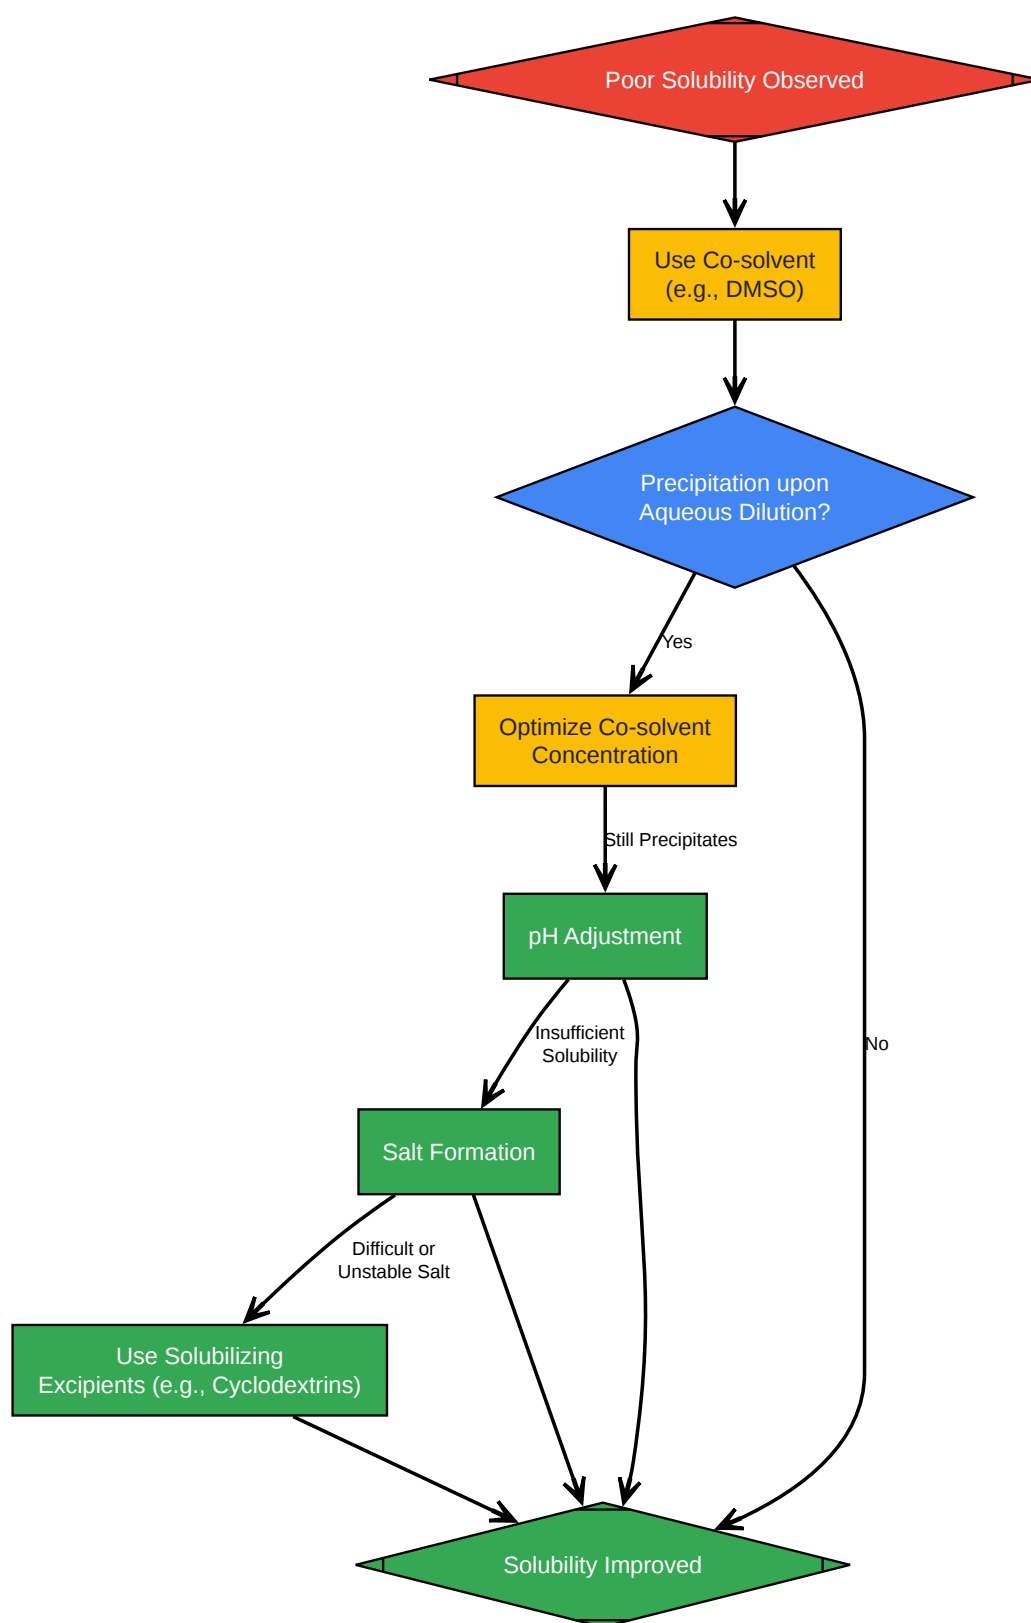 Poor Solubility Observed
Use Co-solvent
(e.g., DMSO)
Precipitation upon
Aqueous Dilution?
Yes
Optimize Co-solvent
Concentration
Still Precipitates
pH Adjustment
Insufficient
Solubility
No
Salt Formation
Difficult or
Unstable Salt
Use Solubilizing
Excipients (e.g., Cyclodextrins)
Solubility Improved